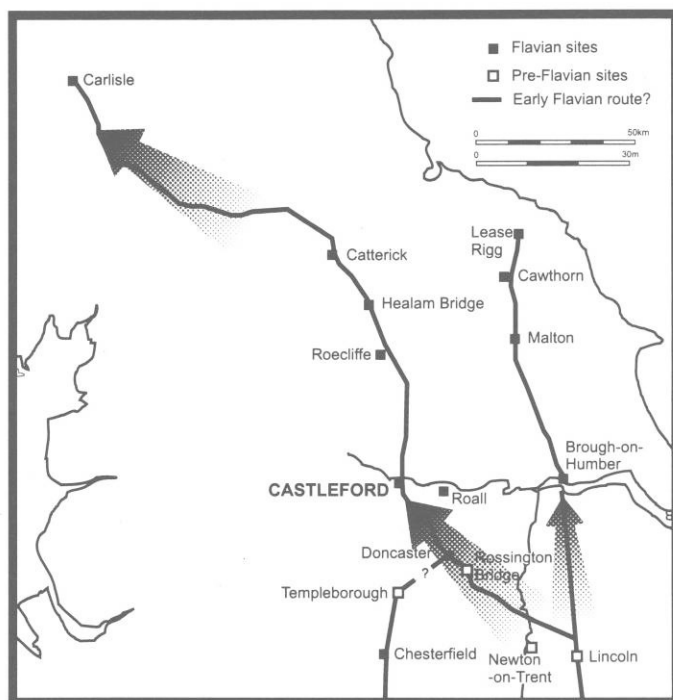 Flavian sites
Pre-Flavian sites
Early Flavian route?
0 50km
0 30m
Carlisle
Lease
Rigg
Catterick
Cawthorn
Healam Bridge
Malton
Roecliffe
Brough-on-
Humber
CASTLEFORD
Roall
Doncaster
Rossington
Bridge
?
Templeborough
Chesterfield
Newton
-on-Trent
Lincoln